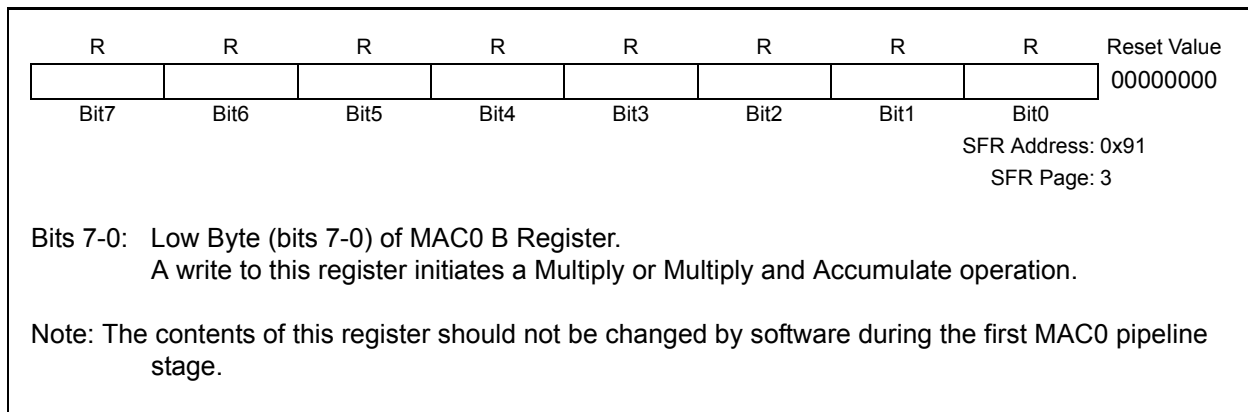 R R R R R R R R Reset Value
00000000
Bit7 Bit6 Bit5 Bit4 Bit3 Bit2 Bit1 Bit0
SFR Address: 0x91
SFR Page: 3
Bits 7-0: Low Byte (bits 7-0) of MAC0 B Register.
A write to this register initiates a Multiply or Multiply and Accumulate operation.
Note: The contents of this register should not be changed by software during the first MAC0 pipeline
stage.